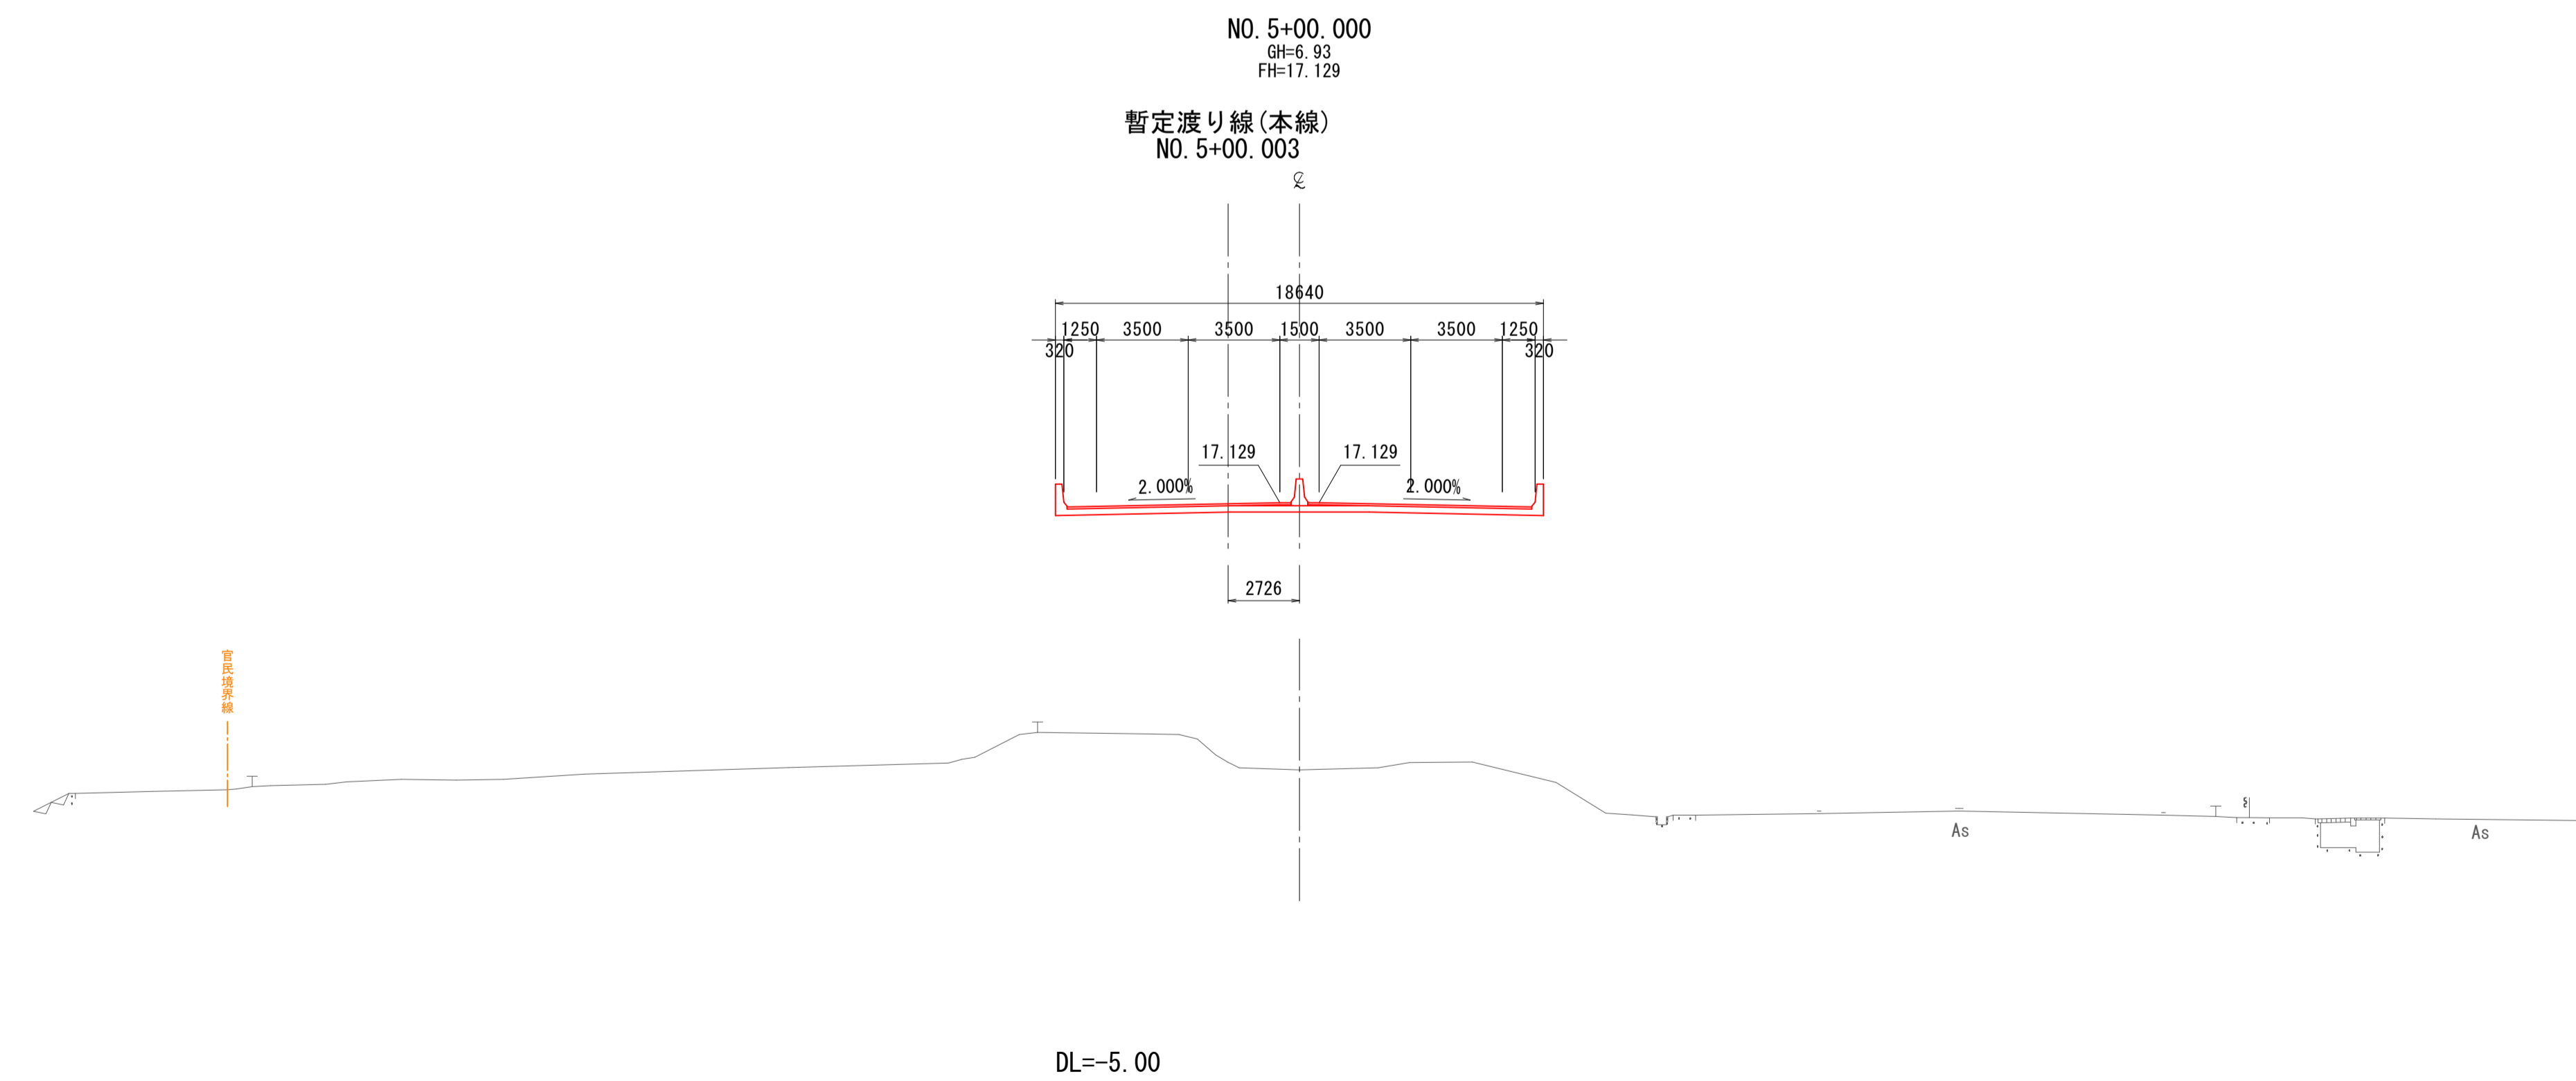 NO.5+00.000
GH=6.93
FH=17.129
暫定渡り線(本線)
NO.5+00.003
℄
18640
1250 3500 3500 1500 3500 3500 1250
320 320
17.129 17.129
2.000% 2.000%
2726
官民境界線
As As
DL=-5.00